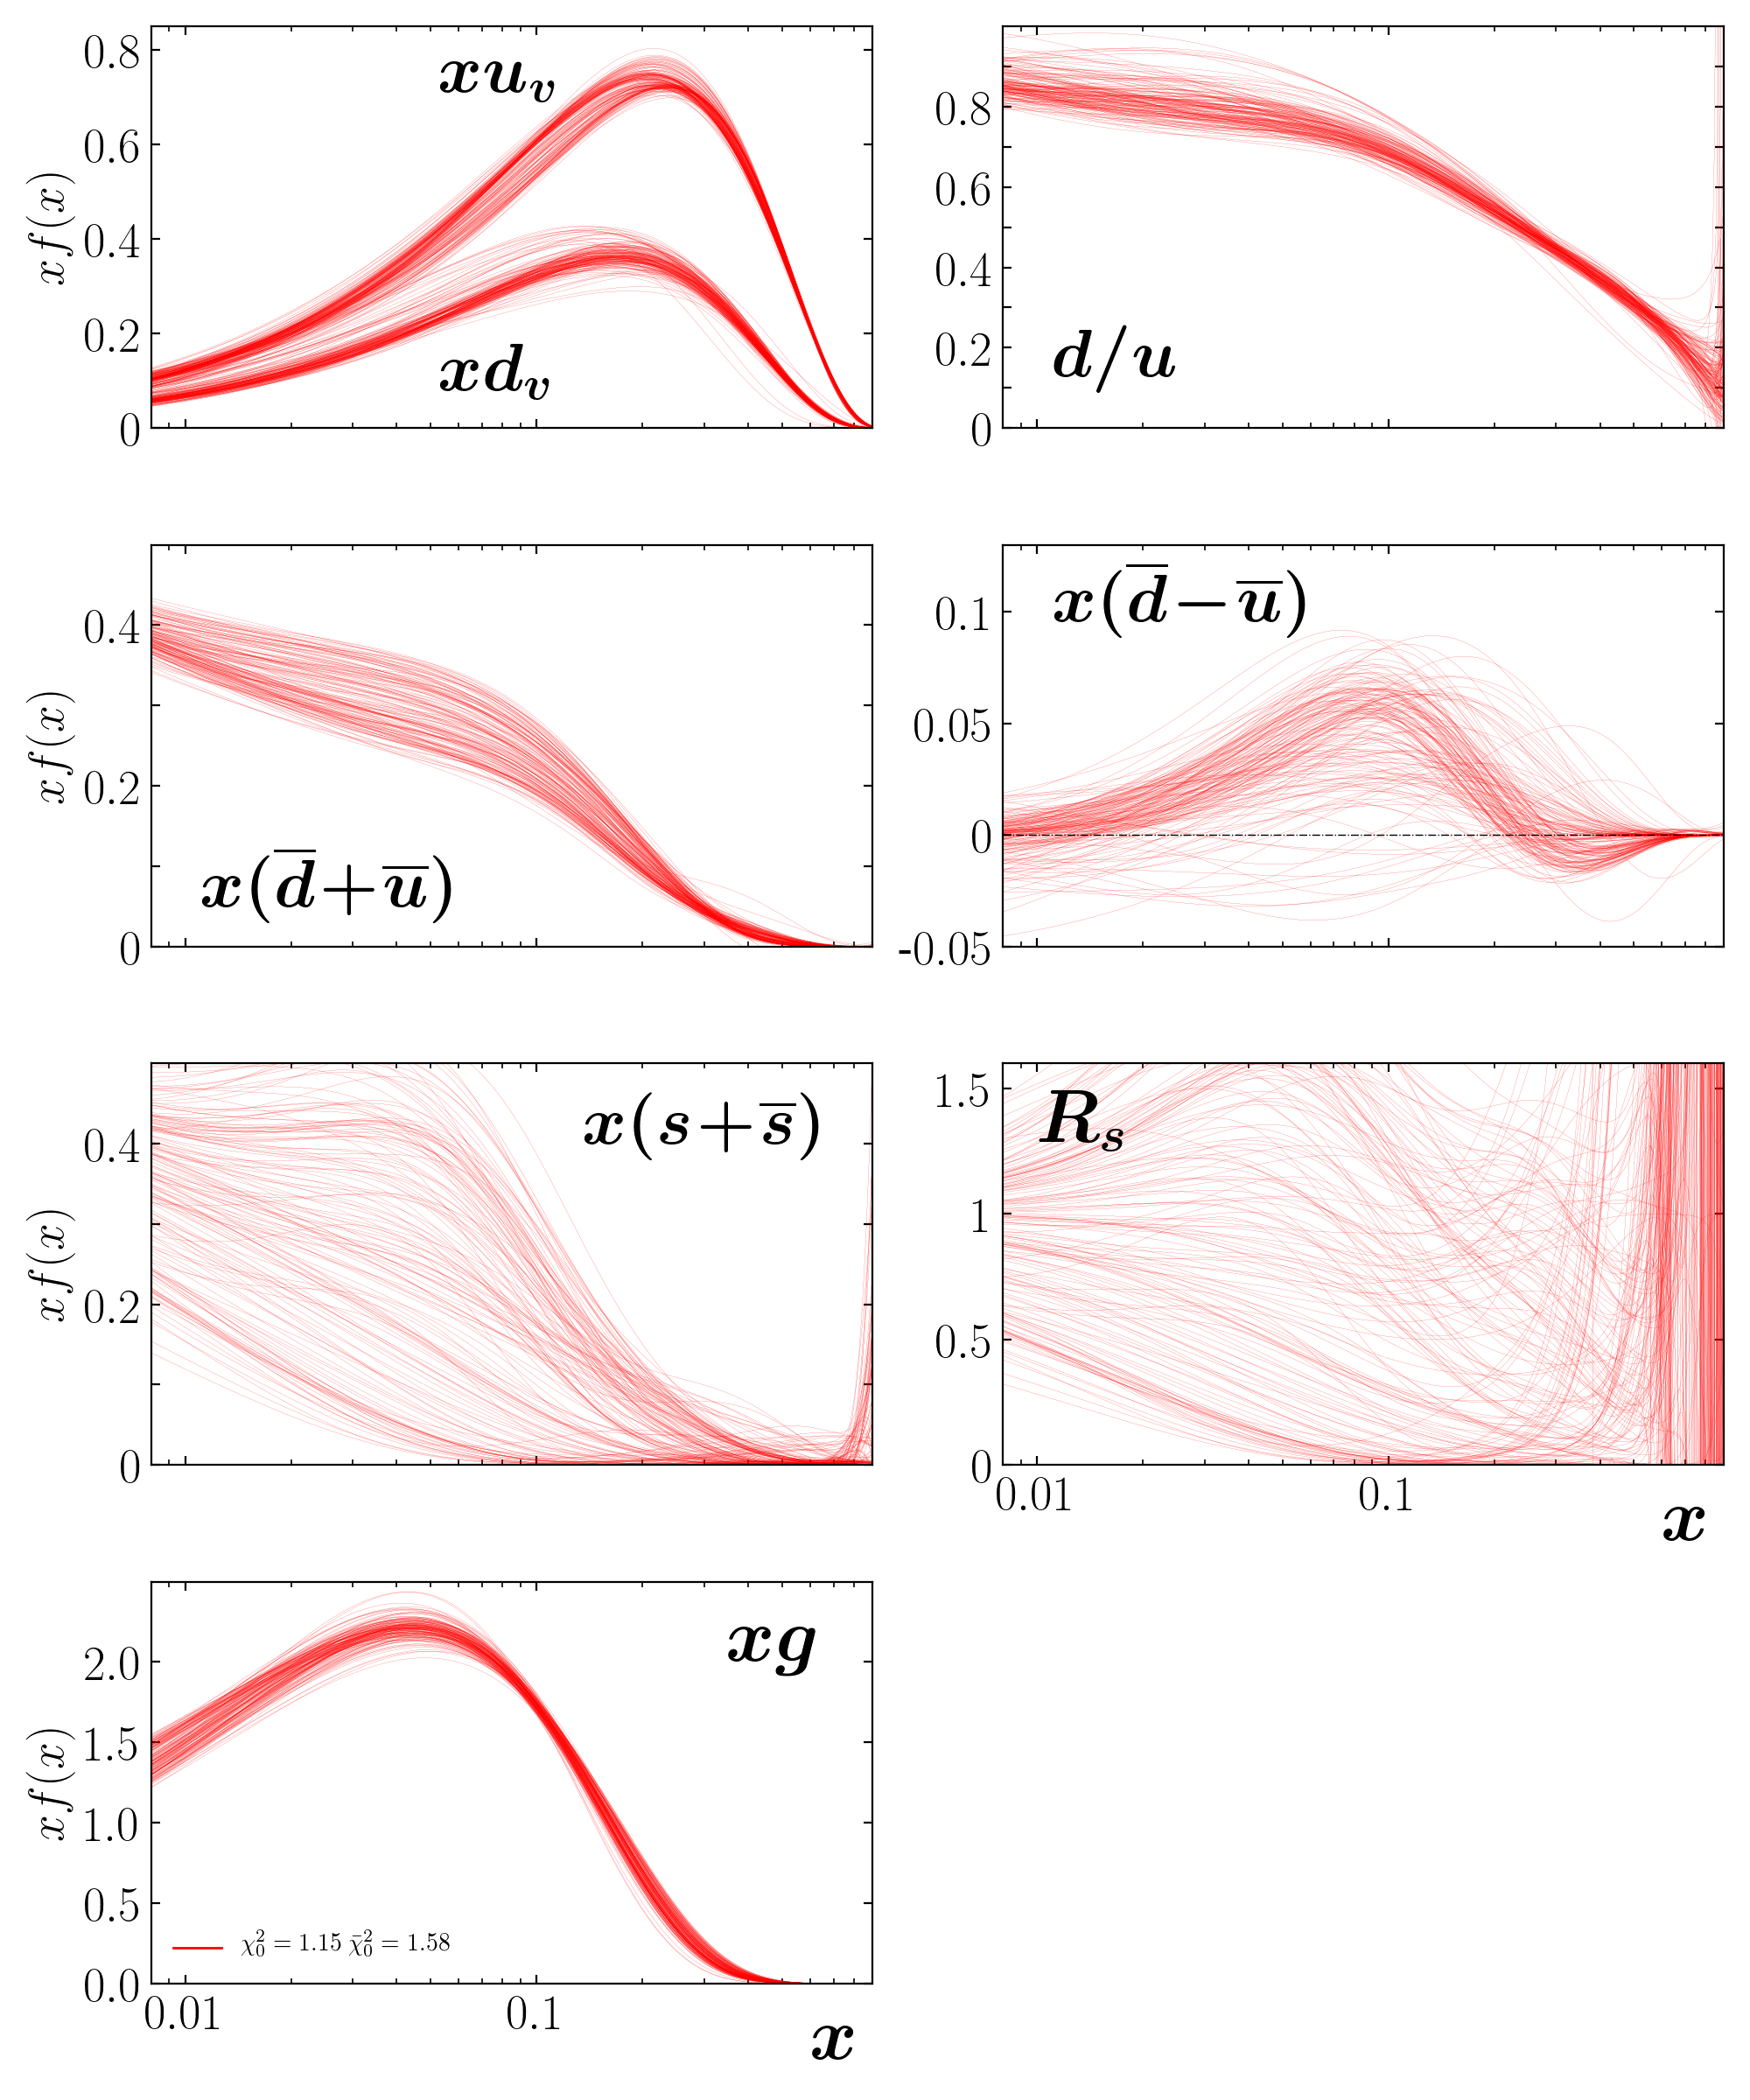 xu_v
xd_v
xf(x)
0.8
0.6
0.4
0.2
0
d/u
0.8
0.6
0.4
0.2
0
x(d̅+u̅)
xf(x)
0.4
0.2
0
x(d̅−u̅)
0.1
0.05
0
-0.05
x(s+s̅)
xf(x)
0.4
0.2
0
R_s
1.5
1
0.5
0
0.01 0.1
x
xg
xf(x)
2.0
1.5
1.0
0.5
0.0
χ²₀ = 1.15 χ̄²₀ = 1.58
0.01 0.1
x